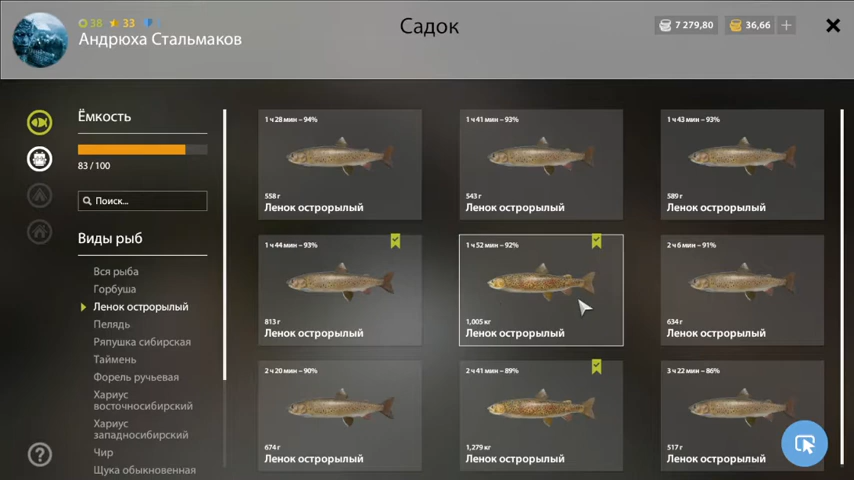 38 33
Андрюха Стальмаков
Садок
7 279,80
36,66
Ёмкость
83 / 100
Поиск...
Виды рыб
Вся рыба
Горбуша
Ленок острорылый
Пелядь
Ряпушка сибирская
Таймень
Форель ручьевая
Хариус
восточносибирский
Хариус
западносибирский
Чир
Щука обыкновенная
1 ч 28 мин – 94%
558 г
Ленок острорылый
1 ч 41 мин – 93%
543 г
Ленок острорылый
1 ч 43 мин – 93%
589 г
Ленок острорылый
1 ч 44 мин – 93%
813 г
Ленок острорылый
1 ч 52 мин – 92%
1,005 кг
Ленок острорылый
2 ч 6 мин – 91%
634 г
Ленок острорылый
2 ч 20 мин – 90%
674 г
Ленок острорылый
2 ч 41 мин – 89%
1,279 кг
Ленок острорылый
3 ч 22 мин – 86%
517 г
Ленок острорылый